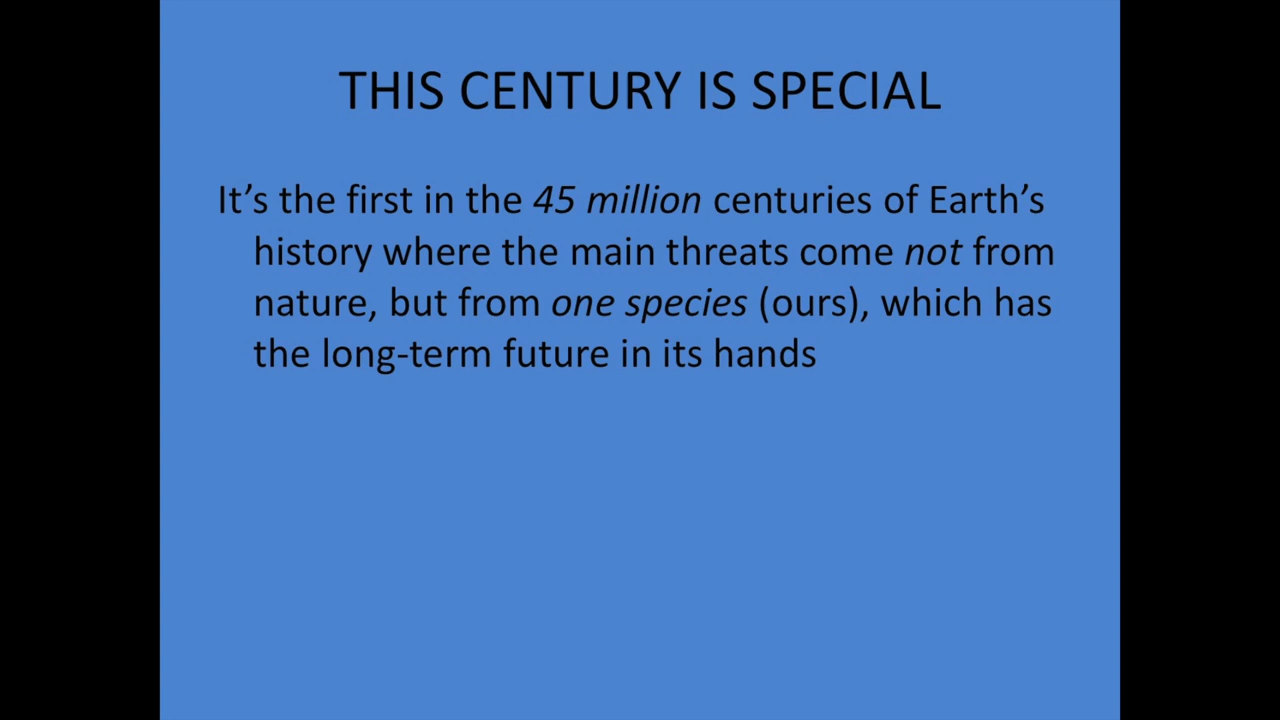 THIS CENTURY IS SPECIAL
It’s the first in the 45 million centuries of Earth’s
history where the main threats come not from
nature, but from one species (ours), which has
the long-term future in its hands